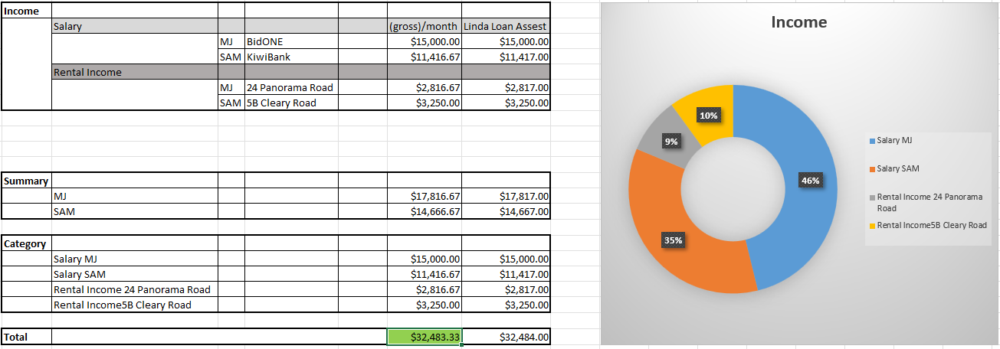 Income
Salary (gross)/month Linda Loan Assest
MJ BidONE $15,000.00 $15,000.00
SAM KiwiBank $11,416.67 $11,417.00
Rental Income
MJ 24 Panorama Road $2,816.67 $2,817.00
SAM 5B Cleary Road $3,250.00 $3,250.00
Summary
MJ $17,816.67 $17,817.00
SAM $14,666.67 $14,667.00
Category
Salary MJ $15,000.00 $15,000.00
Salary SAM $11,416.67 $11,417.00
Rental Income 24 Panorama Road $2,816.67 $2,817.00
Rental Income5B Cleary Road $3,250.00 $3,250.00
Total $32,483.33 $32,484.00
Income
10%
9%
46%
35%
Salary MJ
Salary SAM
Rental Income 24 Panorama
Road
Rental Income5B Cleary Road